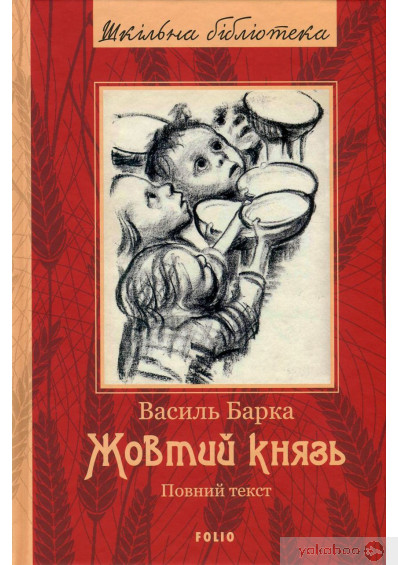 Шкільна бібліотека
Василь Барка
Жовтий князь
Повний текст
FOLIO
yakaboo